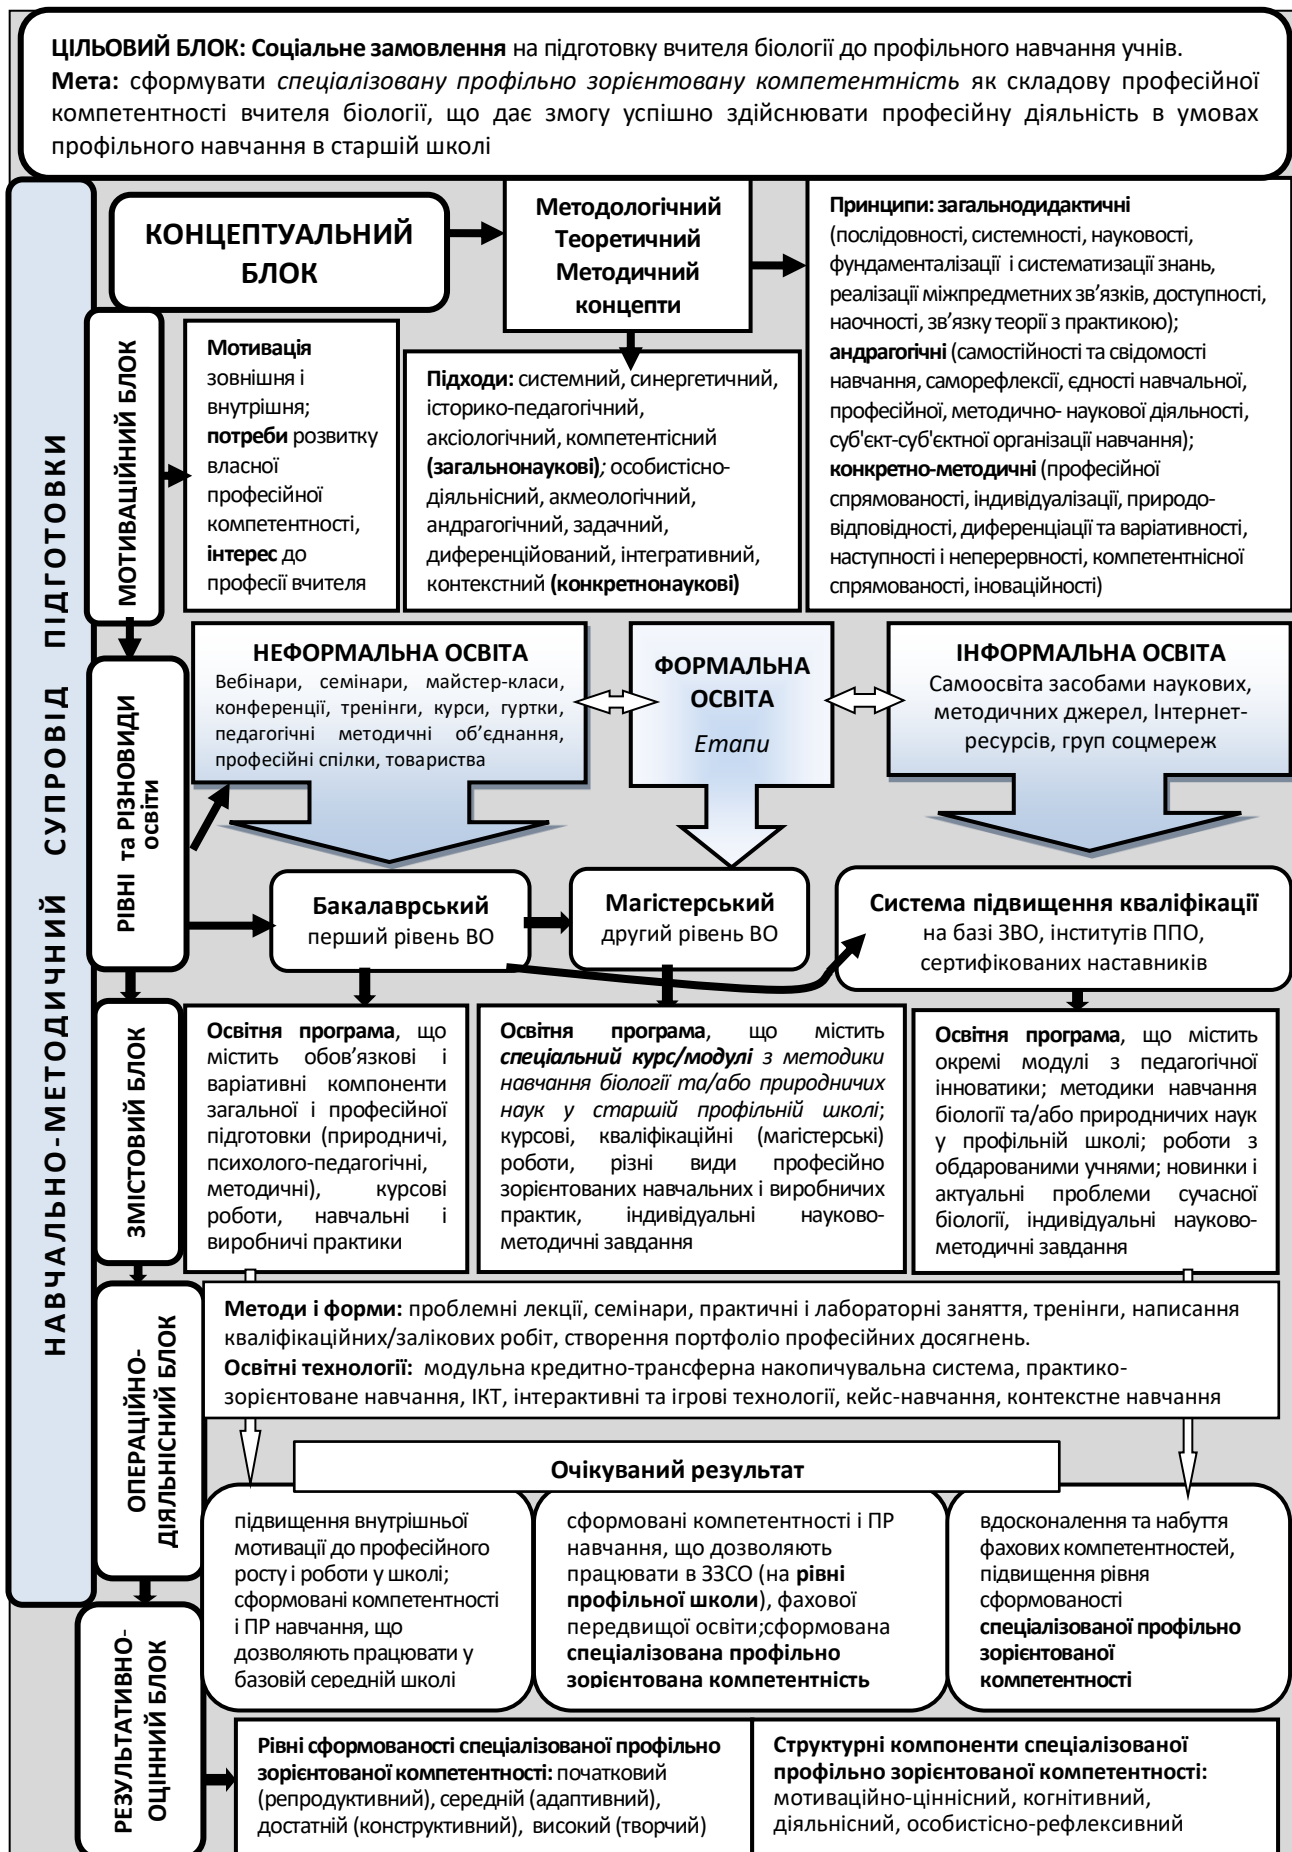 ЦІЛЬОВИЙ БЛОК: Соціальне замовлення на підготовку вчителя біології до профільного навчання учнів.
Мета: сформувати спеціалізовану профільно зорієнтовану компетентність як складову професійної
компетентності вчителя біології, що дає змогу успішно здійснювати професійну діяльність в умовах
профільного навчання в старшій школі
НАВЧАЛЬНО-МЕТОДИЧНИЙ СУПРОВІД ПІДГОТОВКИ
КОНЦЕПТУАЛЬНИЙ
БЛОК
Методологічний
Теоретичний
Методичний
концепти
Принципи: загальнодидактичні
(послідовності, системності, науковості,
фундаменталізації і систематизації знань,
реалізації міжпредметних зв’язків, доступності,
наочності, зв’язку теорії з практикою);
андрагогічні (самостійності та свідомості
навчання, саморефлексії, єдності навчальної,
професійної, методично- наукової діяльності,
суб'єкт-суб'єктної організації навчання);
конкретно-методичні (професійної
спрямованості, індивідуалізації, природо-
відповідності, диференціації та варіативності,
наступності і неперервності, компетентнісної
спрямованості, іноваційності)
МОТИВАЦІЙНИЙ БЛОК
Мотивація
зовнішня і
внутрішня;
потреби розвитку
власної
професійної
компетентності,
інтерес до
професії вчителя
Підходи: системний, синергетичний,
історико-педагогічний,
аксіологічний, компетентісний
(загальнонаукові); особистісно-
діяльнісний, акмеологічний,
андрагогічний, задачний,
диференційований, інтегративний,
контекстний (конкретнонаукові)
РІВНІ та РІЗНОВИДИ
освіти
НЕФОРМАЛЬНА ОСВІТА
Вебінари, семінари, майстер-класи,
конференції, тренінги, курси, гуртки,
педагогічні методичні об’єднання,
професійні спілки, товариства
ФОРМАЛЬНА
ОСВІТА
Етапи
ІНФОРМАЛЬНА ОСВІТА
Самоосвіта засобами наукових,
методичних джерел, Інтернет-
ресурсів, груп соцмереж
Бакалаврський
перший рівень ВО
Магістерський
другий рівень ВО
Система підвищення кваліфікації
на базі ЗВО, інститутів ППО,
сертифікованих наставників
ЗМІСТОВИЙ БЛОК
Освітня програма, що
містить обов’язкові і
варіативні компоненти
загальної і професійної
підготовки (природничі,
психолого-педагогічні,
методичні), курсові
роботи, навчальні і
виробничі практики
Освітня програма, що містить
спеціальний курс/модулі з методики
навчання біології та/або природничих
наук у старшій профільній школі;
курсові, кваліфікаційні (магістерські)
роботи, різні види професійно
зорієнтованих навчальних і виробничих
практик, індивідуальні науково-
методичні завдання
Освітня програма, що містить
окремі модулі з педагогічної
інноватики; методики навчання
біології та/або природничих наук
у профільній школі; роботи з
обдарованими учнями; новинки і
актуальні проблеми сучасної
біології, індивідуальні науково-
методичні завдання
ОПЕРАЦІЙНО-
ДІЯЛЬНІСНИЙ БЛОК
Методи і форми: проблемні лекції, семінари, практичні і лабораторні заняття, тренінги, написання
кваліфікаційних/залікових робіт, створення портфоліо професійних досягнень.
Освітні технології: модульна кредитно-трансферна накопичувальна система, практико-
зорієнтоване навчання, ІКТ, інтерактивні та ігрові технології, кейс-навчання, контекстне навчання
Очікуваний результат
підвищення внутрішньої
мотивації до професійного
росту і роботи у школі;
сформовані компетентності
і ПР навчання, що
дозволяють працювати у
базовій середній школі
сформовані компетентності і ПР
навчання, що дозволяють
працювати в ЗЗСО (на рівні
профільної школи), фахової
передвищої освіти;сформована
спеціалізована профільно
зорієнтована компетентність
вдосконалення та набуття
фахових компетентностей,
підвищення рівня
сформованості
спеціалізованої профільно
зорієнтованої
компетентності
РЕЗУЛЬТАТИВНО-
ОЦІННИЙ БЛОК
Рівні сформованості спеціалізованої профільно
зорієнтованої компетентності: початковий
(репродуктивний), середній (адаптивний),
достатній (конструктивний), високий (творчий)
Структурні компоненти спеціалізованої
профільно зорієнтованої компетентності:
мотиваційно-ціннісний, когнітивний,
діяльнісний, особистісно-рефлексивний